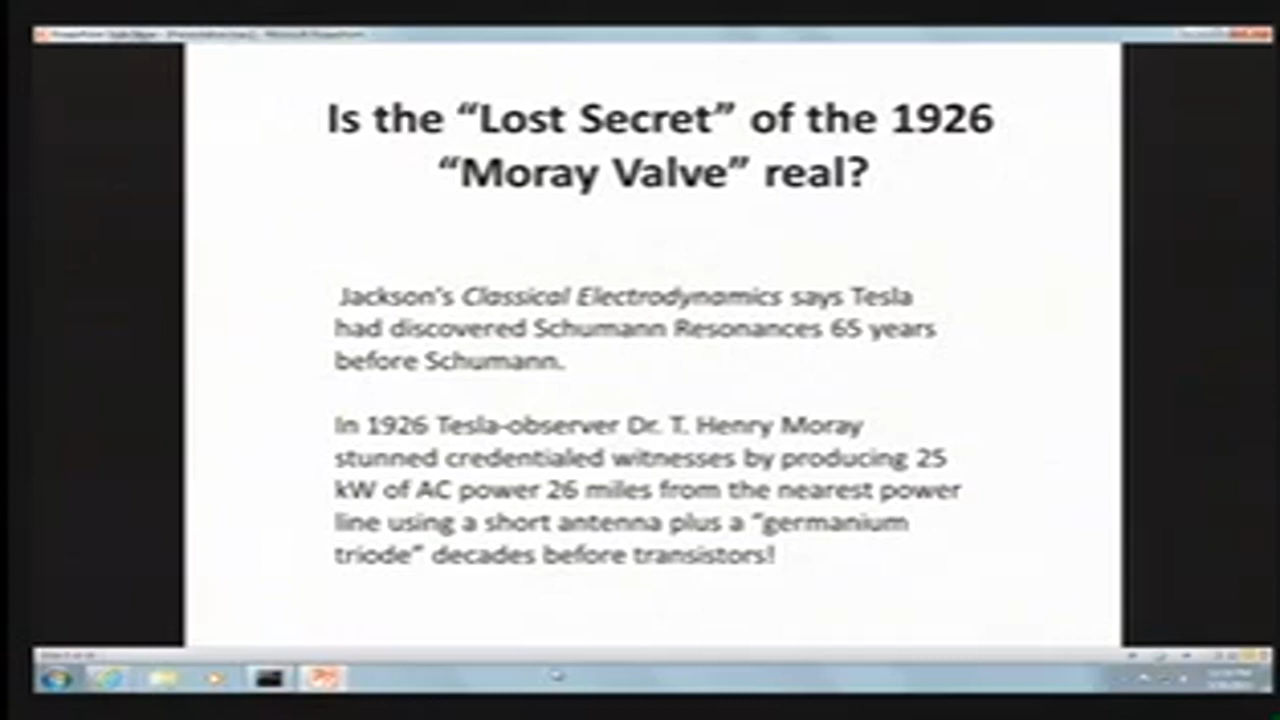 Is the “Lost Secret” of the 1926
“Moray Valve” real?
Jackson's Classical Electrodynamics says Tesla
had discovered Schumann Resonances 65 years
before Schumann.
In 1926 Tesla-observer Dr. T. Henry Moray
stunned credentialed witnesses by producing 25
kW of AC power 26 miles from the nearest power
line using a short antenna plus a “germanium
triode” decades before transistors!